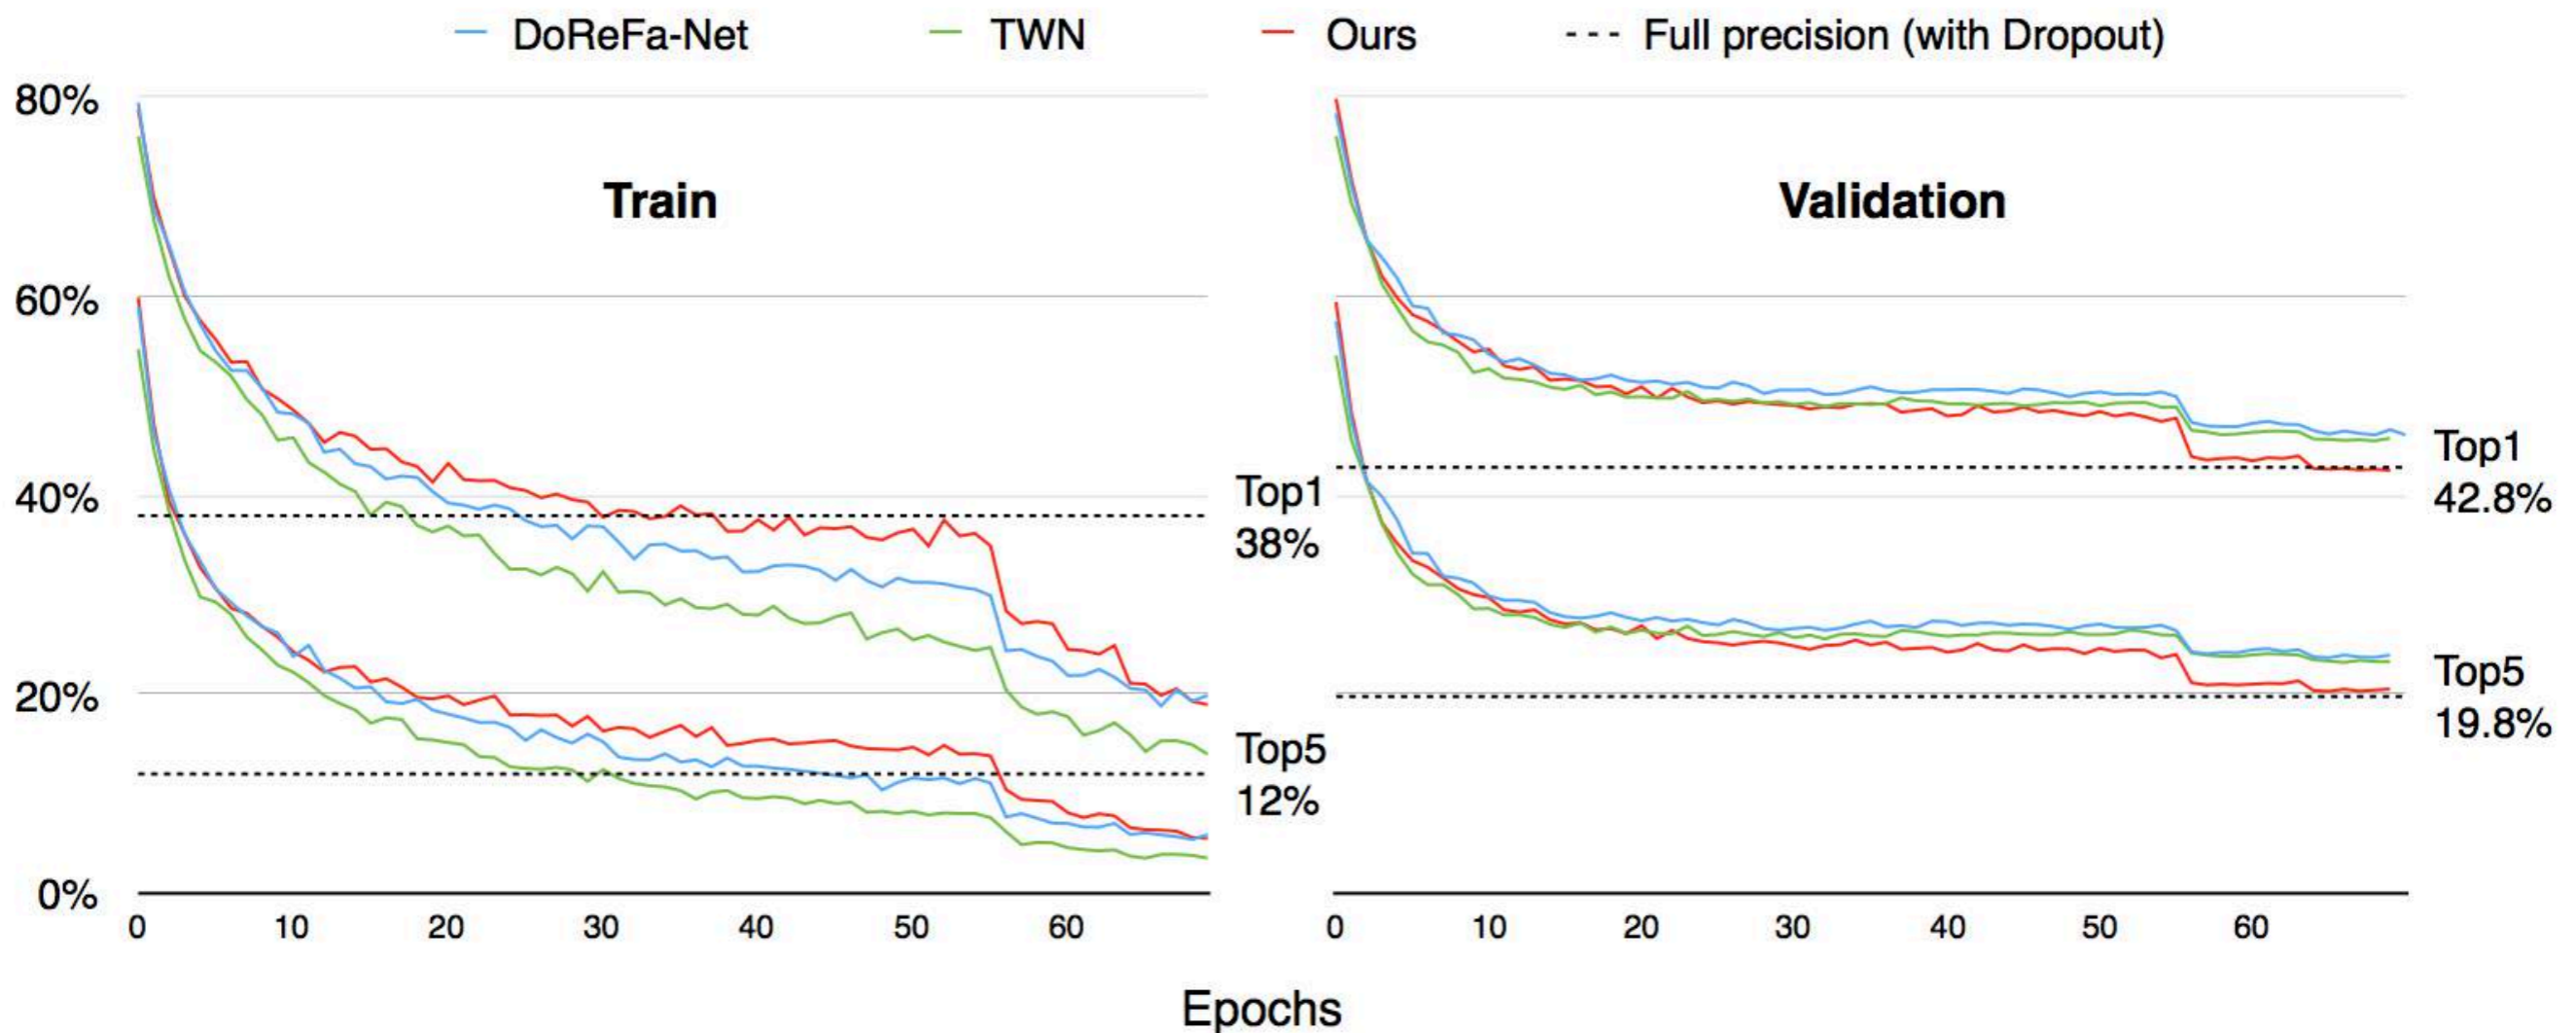 DoReFa-Net TWN Ours Full precision (with Dropout)
80%
60%
40%
20%
0%
Train
Top1
38%
Top5
12%
0 10 20 30 40 50 60
Validation
Top1
42.8%
Top5
19.8%
0 10 20 30 40 50 60
Epochs